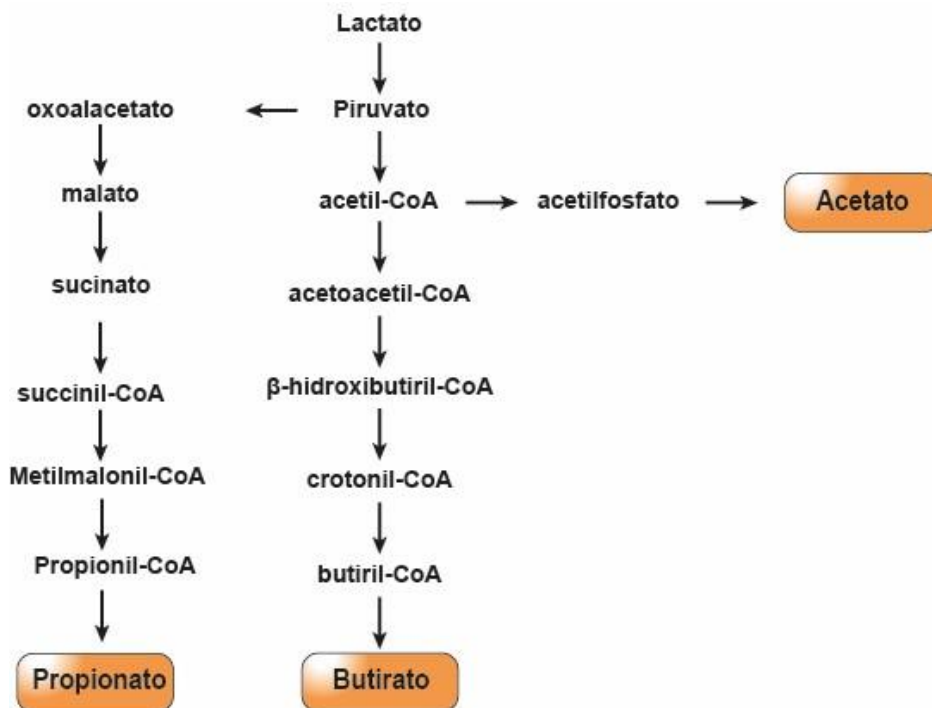 Lactato
oxoalacetato
Piruvato
malato
acetil-CoA
acetilfosfato
Acetato
sucinato
acetoacetil-CoA
succinil-CoA
β-hidroxibutiril-CoA
Metilmalonil-CoA
crotonil-CoA
Propionil-CoA
butiril-CoA
Propionato
Butirato